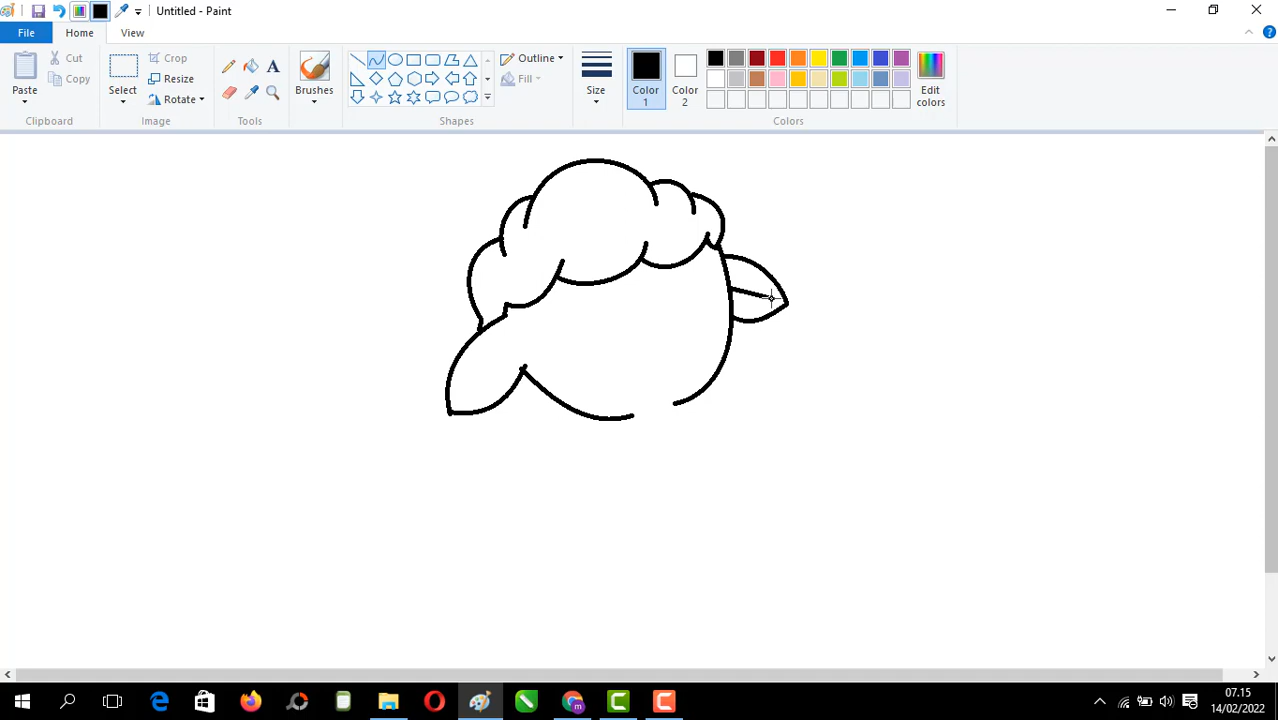 Untitled - Paint
File Home View
Paste
Cut
Copy
Clipboard
Select
Crop
Resize
Rotate
Image
A
Tools
Brushes
Shapes
Outline
Fill
Size
Color 1
Color 2
Edit colors
Colors
07.15
14/02/2022